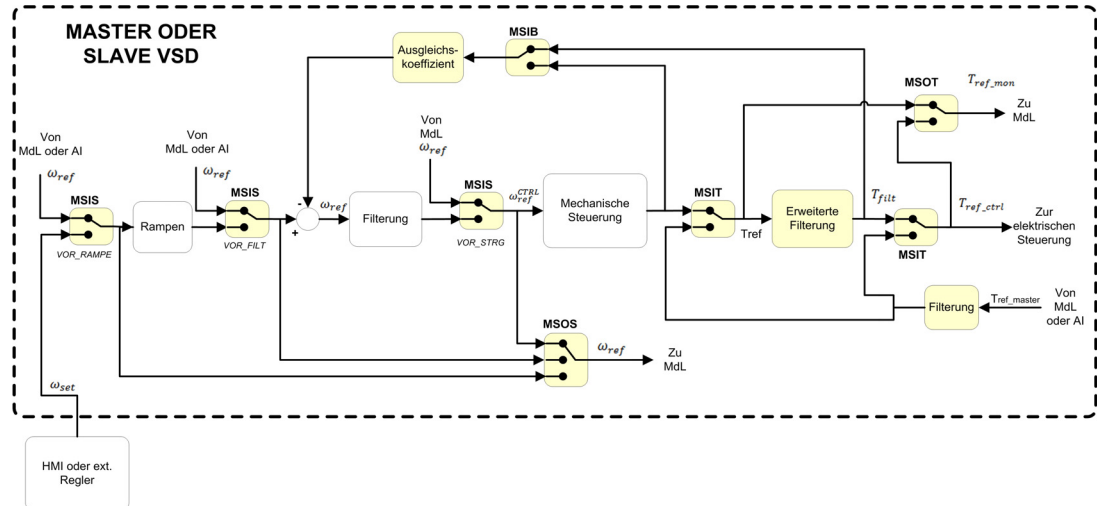 MASTER ODER
SLAVE VSD
Ausgleichs-
koeffizient
MSIB
MSOT
T_ref_mon
Zu
MdL
Von
MdL oder AI
ω_ref
MSIS
VOR_RAMPE
Rampen
Von
MdL oder AI
ω_ref
MSIS
VOR_FILT
-
+
ω_ref
Filterung
Von
MdL
ω_ref
MSIS
VOR_STRG
ω_ref^CTRL
Mechanische
Steuerung
MSIT
Tref
Erweiterte
Filterung
T_filt
MSIT
T_ref_ctrl
Zur
elektrischen
Steuerung
Filterung
Tref_master
Von
MdL
oder AI
MSOS
ω_ref
Zu
MdL
ω_set
HMI oder ext.
Regler